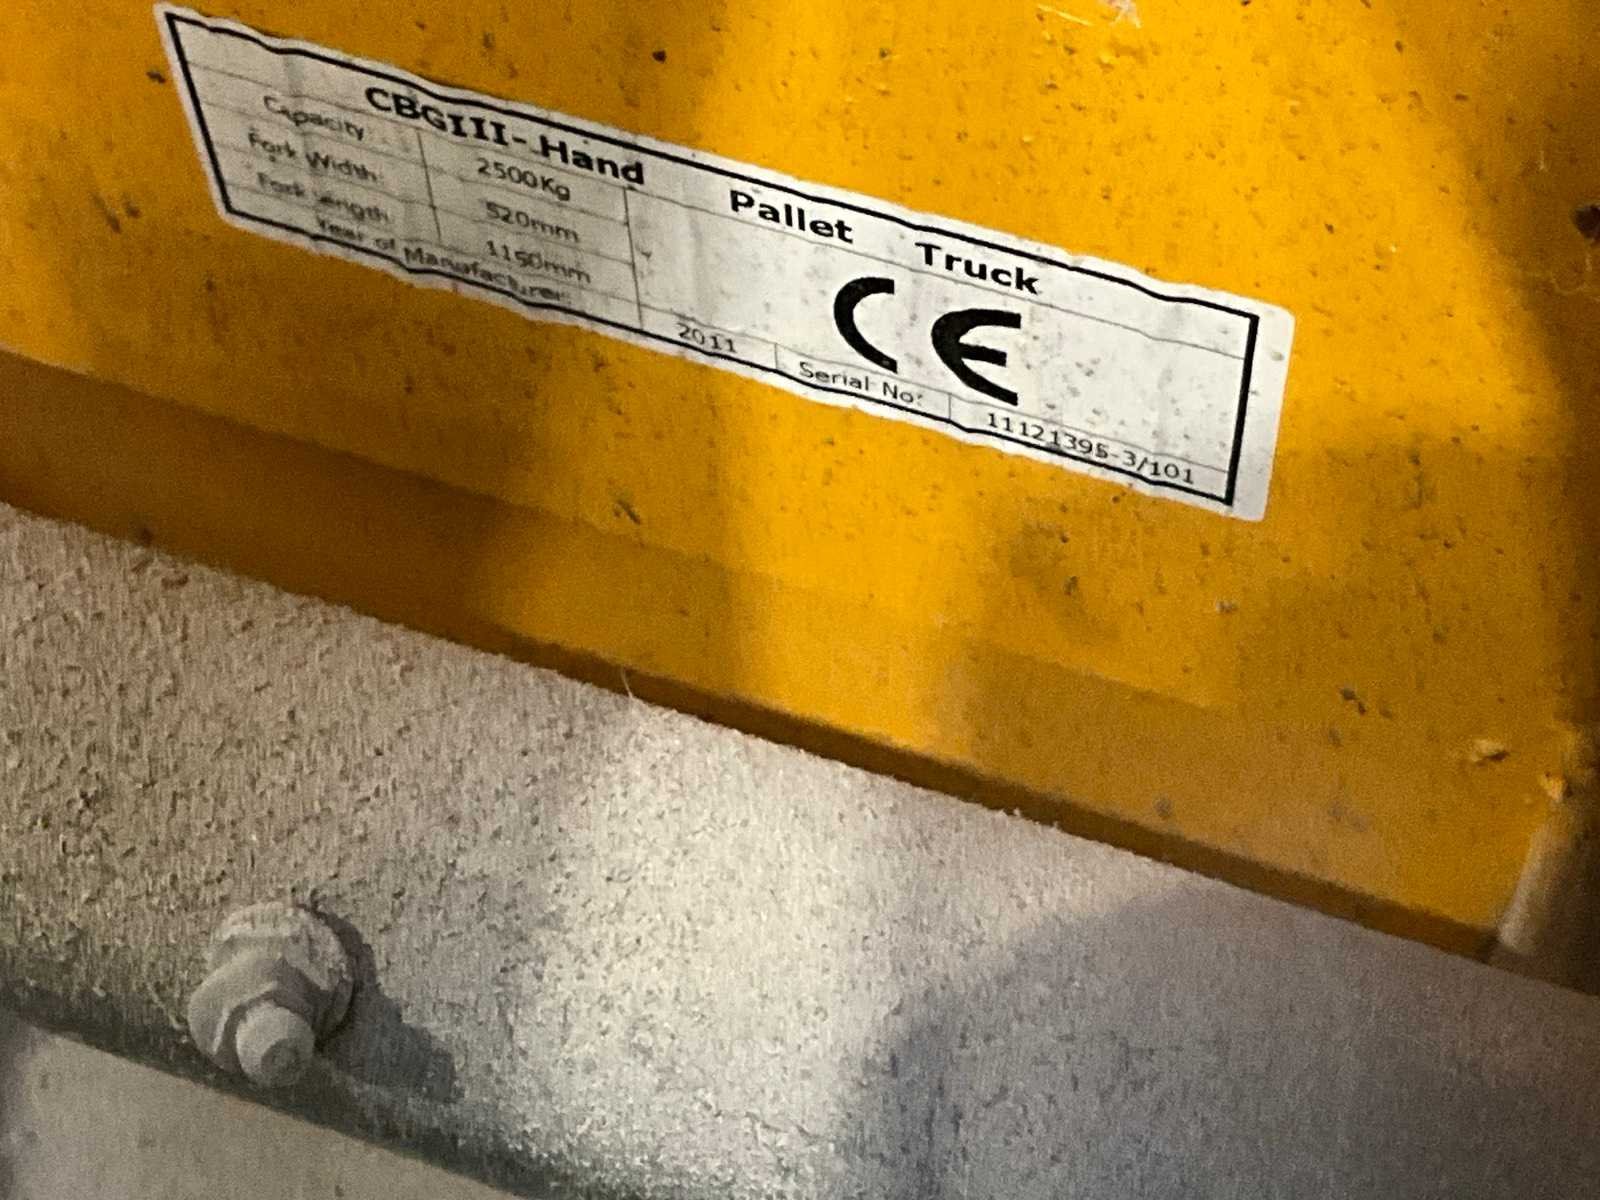 CBGIII- Hand Pallet Truck
Capacity 2500Kg
Fork Width 520mm
Fork Length 1150mm
CE
Year of Manufacturer: 2011 Serial No: 11121395-3/101